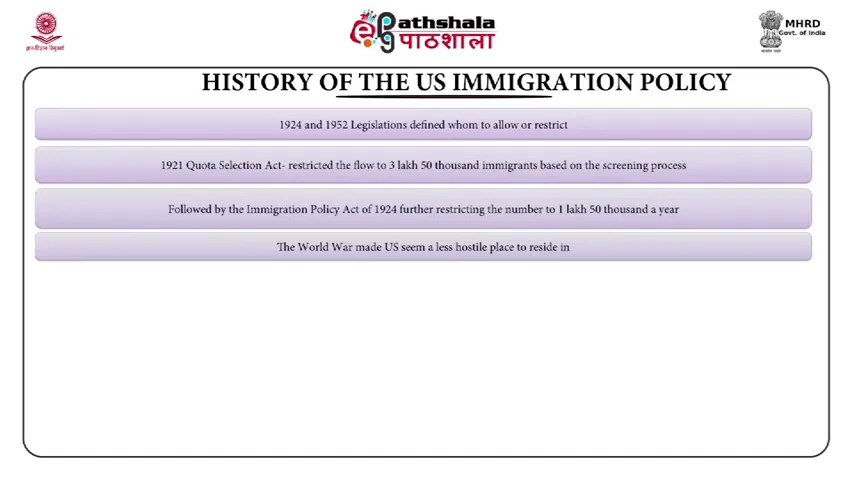 ePathshala
पाठशाला
MHRD
Govt. of India
HISTORY OF THE US IMMIGRATION POLICY
1924 and 1952 Legislations defined whom to allow or restrict
1921 Quota Selection Act- restricted the flow to 3 lakh 50 thousand immigrants based on the screening process
Followed by the Immigration Policy Act of 1924 further restricting the number to 1 lakh 50 thousand a year
The World War made US seem a less hostile place to reside in